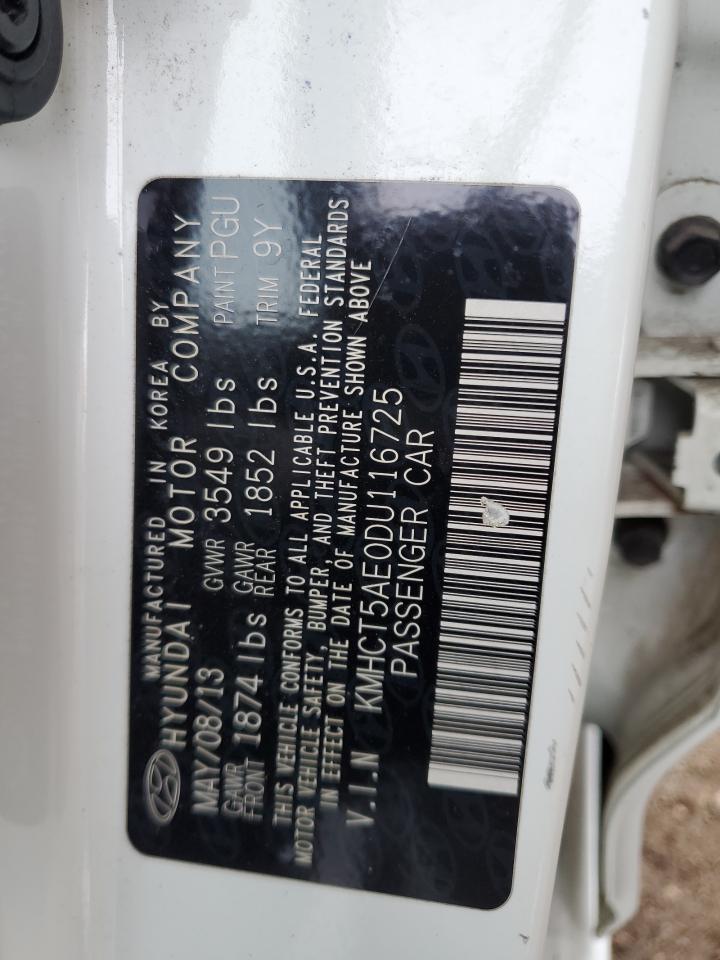 MANUFACTURED IN KOREA BY
HYUNDAI MOTOR COMPANY
MAY/08/13 GVWR 3549 lbs PAINT PGU
GAWR FRONT 1874 lbs GAWR REAR 1852 lbs TRIM 9Y
THIS VEHICLE CONFORMS TO ALL APPLICABLE U.S.A. FEDERAL
MOTOR VEHICLE SAFETY, BUMPER, AND THEFT PREVENTION STANDARDS
IN EFFECT ON THE DATE OF MANUFACTURE SHOWN ABOVE
V.I.N KMHCT5AE0DU116725
PASSENGER CAR